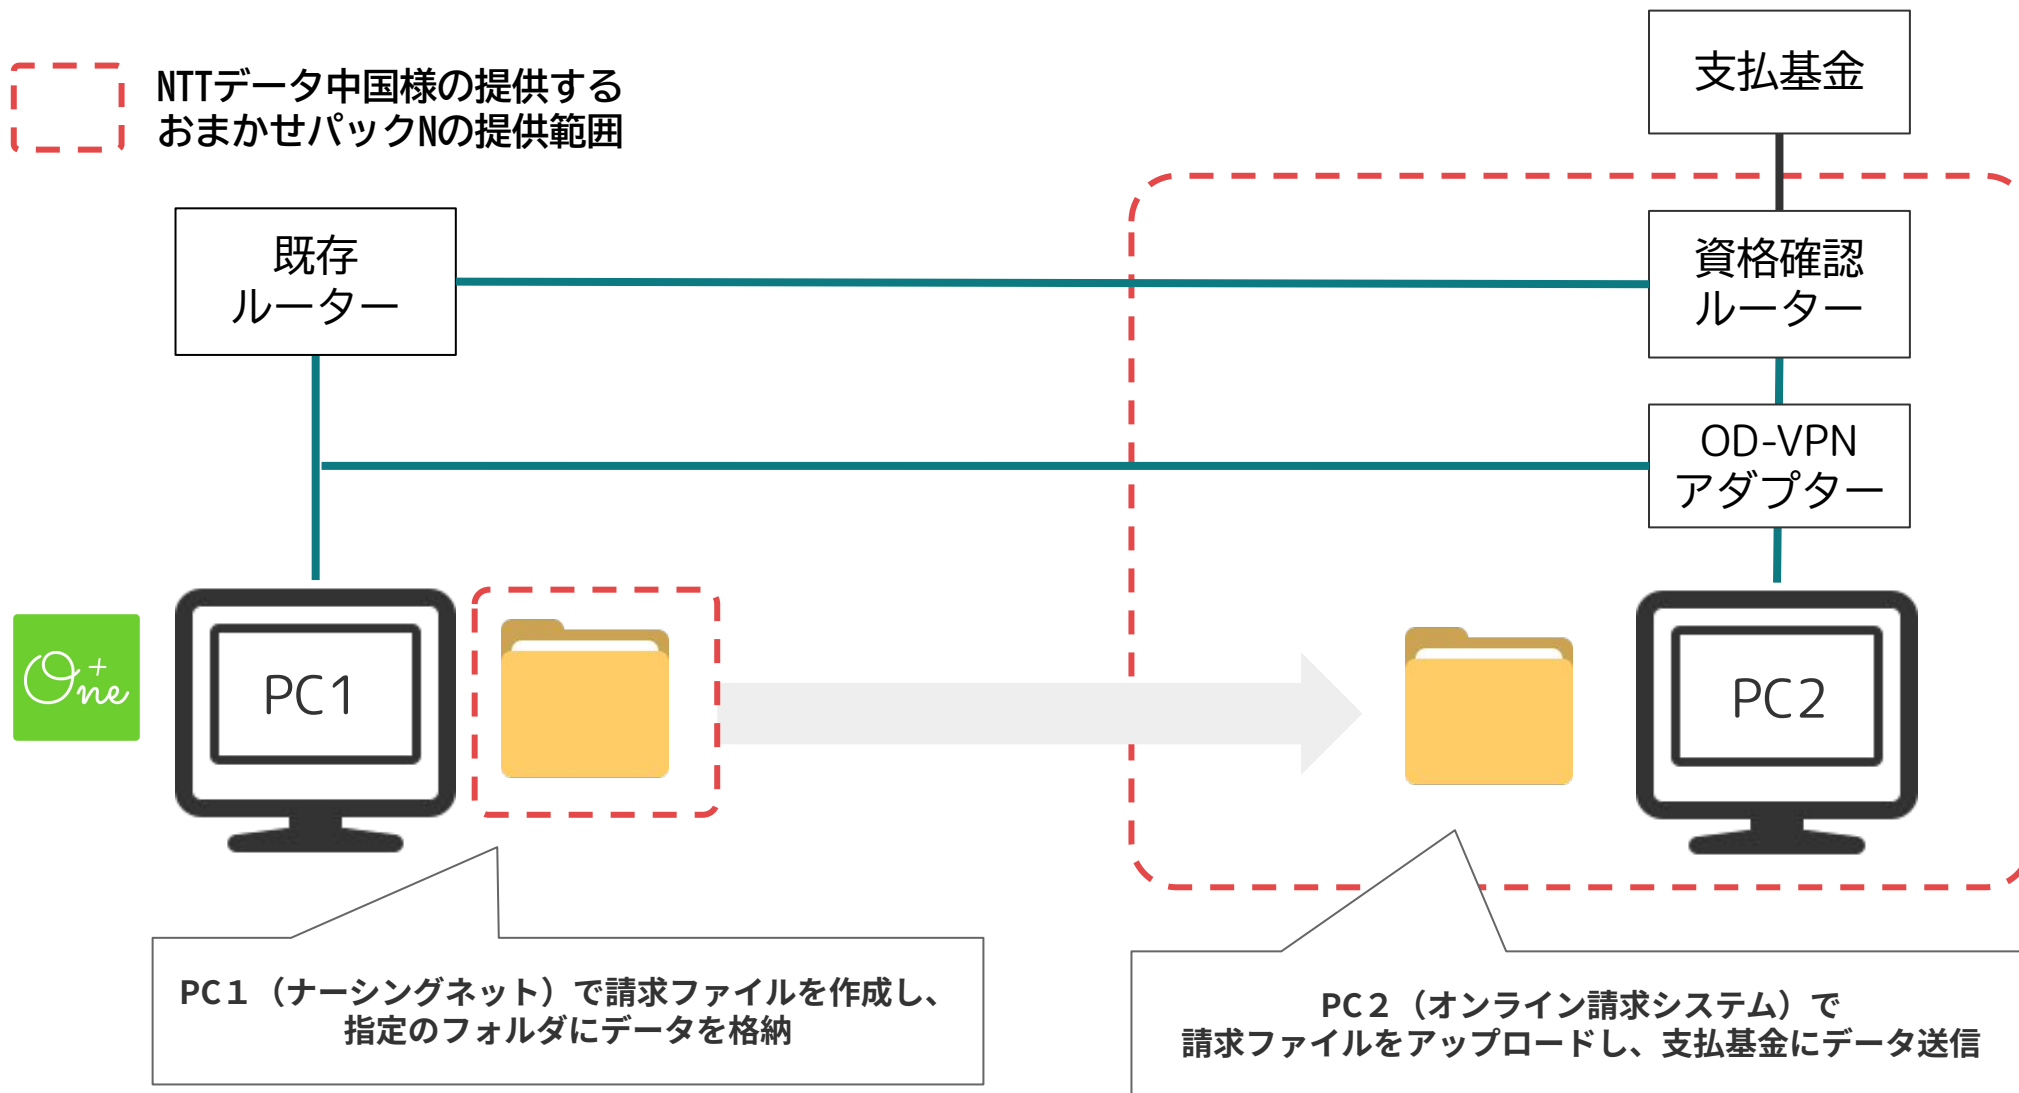 NTTデータ中国様の提供する
おまかせパックNの提供範囲
支払基金
既存
ルーター
資格確認
ルーター
OD-VPN
アダプター
One+
PC1
PC2
PC１（ナーシングネット）で請求ファイルを作成し、
指定のフォルダにデータを格納
PC２（オンライン請求システム）で
請求ファイルをアップロードし、支払基金にデータ送信